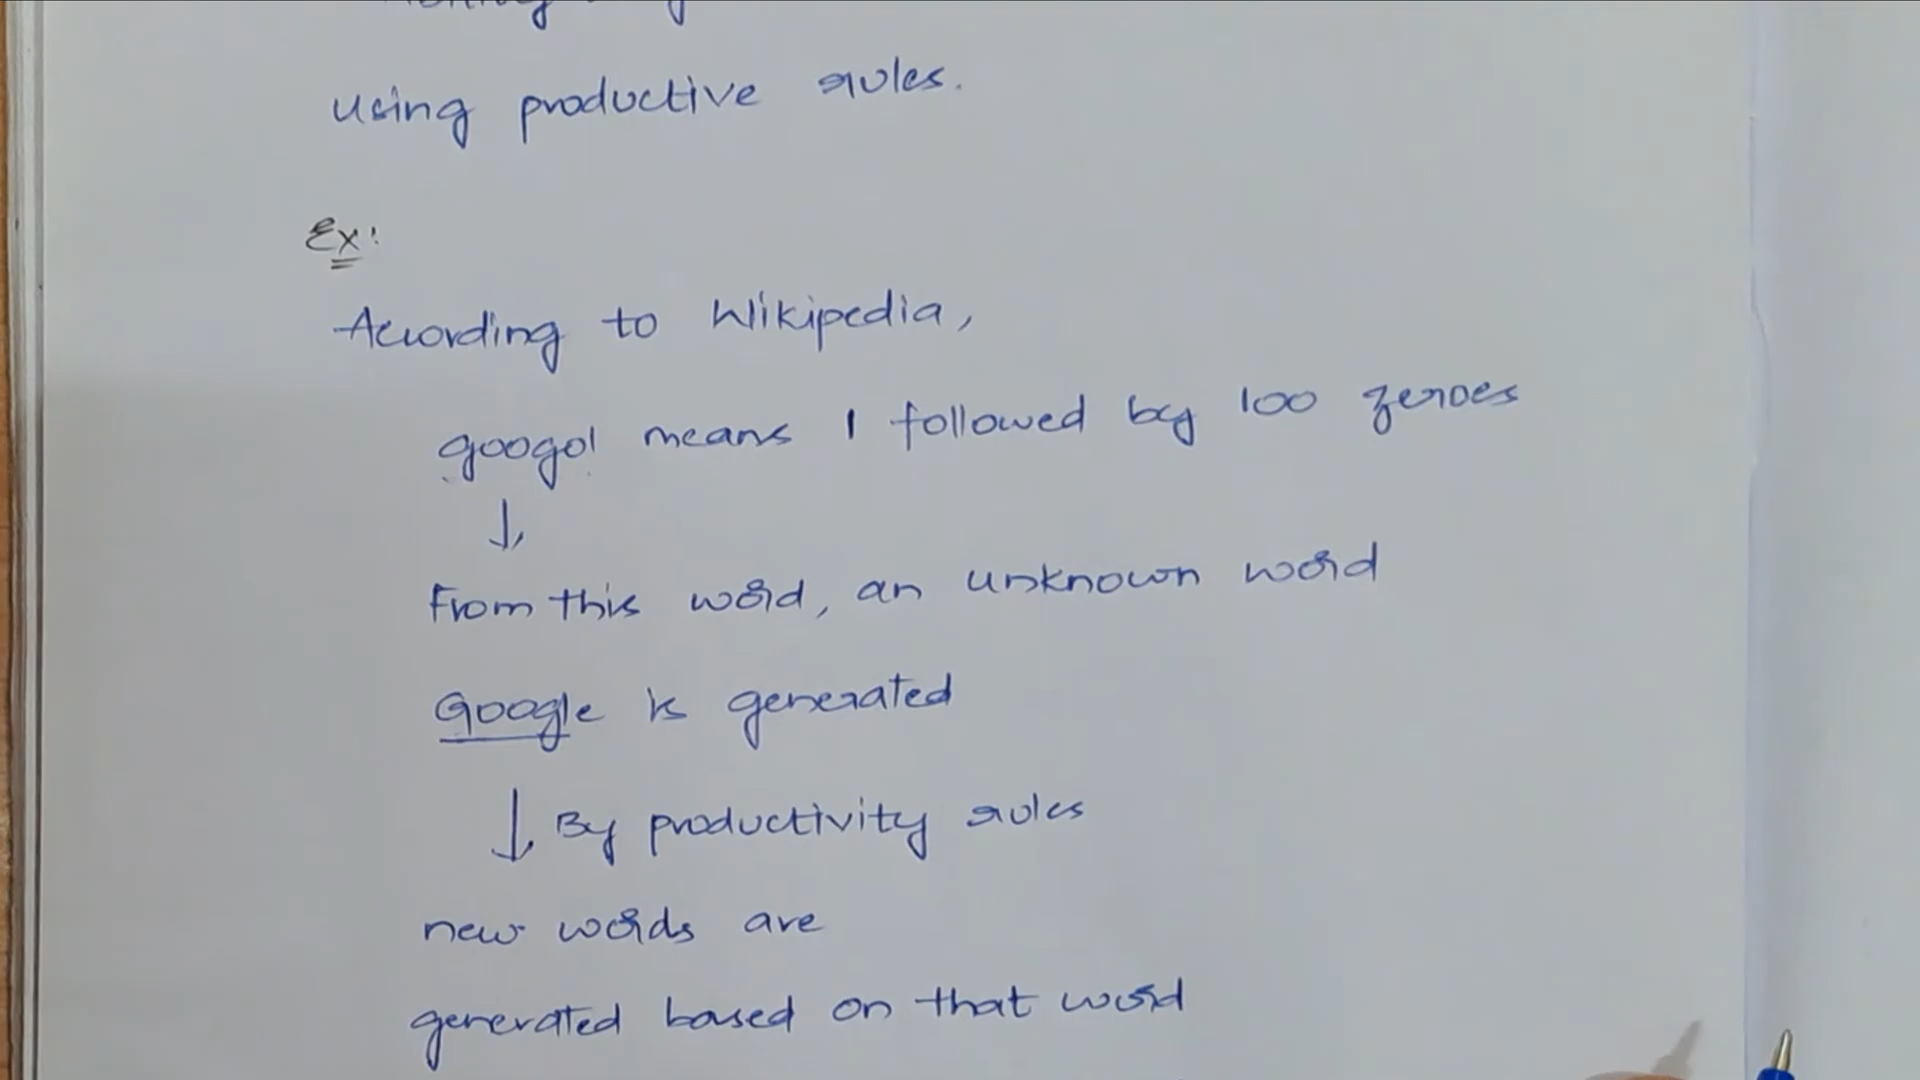 using productive rules.
Ex:
According to Wikipedia,
googol means 1 followed by 100 zeroes
↓
From this word, an unknown word
Google is generated
↓ By productivity rules
new words are
generated based on that word